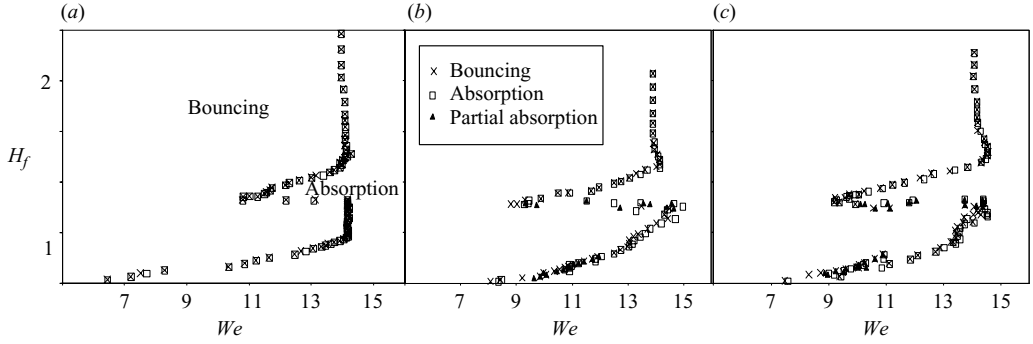 (a)
(b)
(c)
2
H_f
1
Bouncing
Absorption
Bouncing
Absorption
Partial absorption
7 9 11 13 15
7 9 11 13 15
7 9 11 13 15
We
We
We